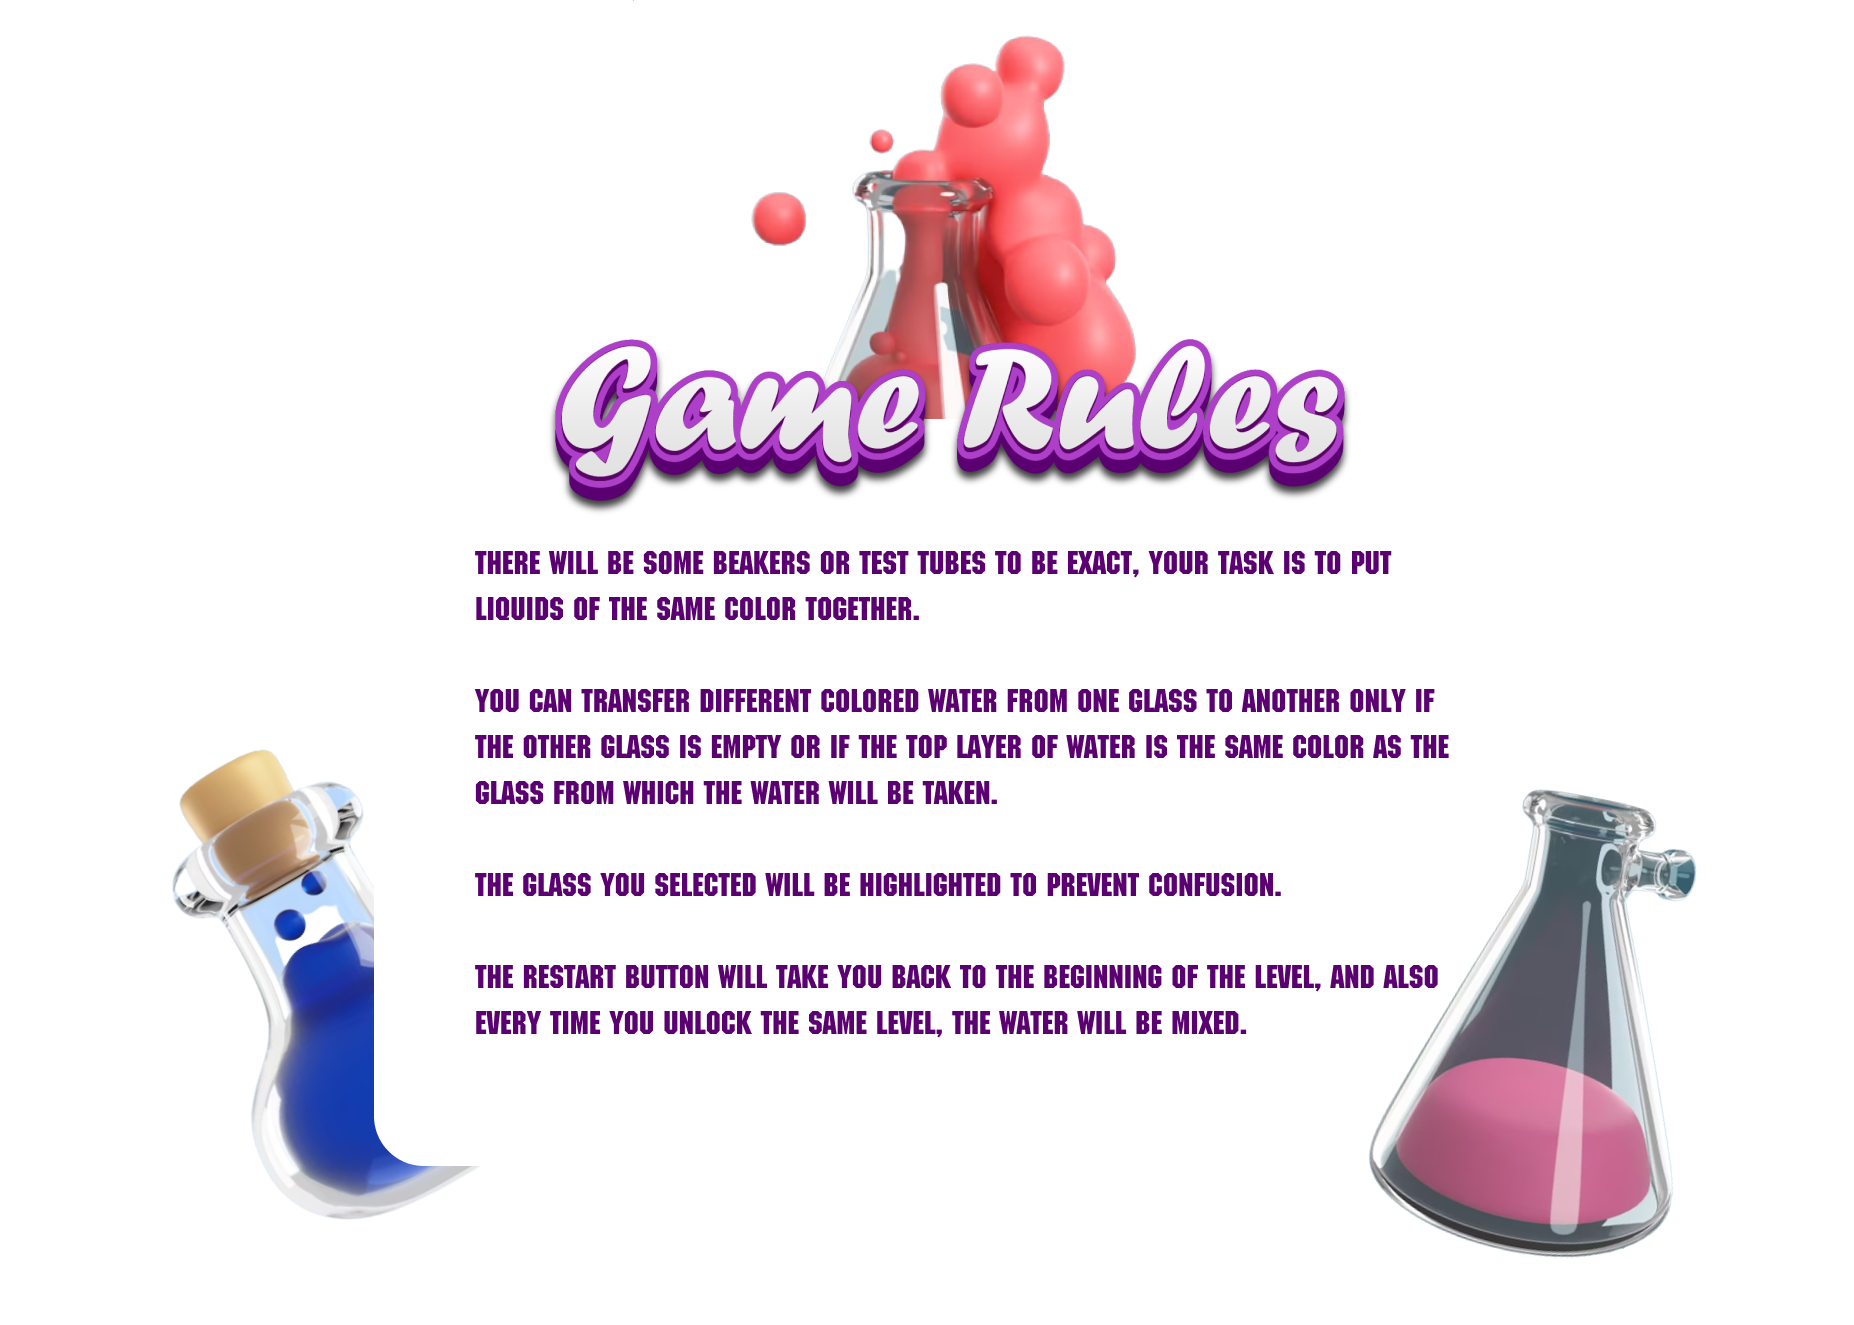 Game Rules
THERE WILL BE SOME BEAKERS OR TEST TUBES TO BE EXACT, YOUR TASK IS TO PUT
LIQUIDS OF THE SAME COLOR TOGETHER.
YOU CAN TRANSFER DIFFERENT COLORED WATER FROM ONE GLASS TO ANOTHER ONLY IF
THE OTHER GLASS IS EMPTY OR IF THE TOP LAYER OF WATER IS THE SAME COLOR AS THE
GLASS FROM WHICH THE WATER WILL BE TAKEN.
THE GLASS YOU SELECTED WILL BE HIGHLIGHTED TO PREVENT CONFUSION.
THE RESTART BUTTON WILL TAKE YOU BACK TO THE BEGINNING OF THE LEVEL, AND ALSO
EVERY TIME YOU UNLOCK THE SAME LEVEL, THE WATER WILL BE MIXED.